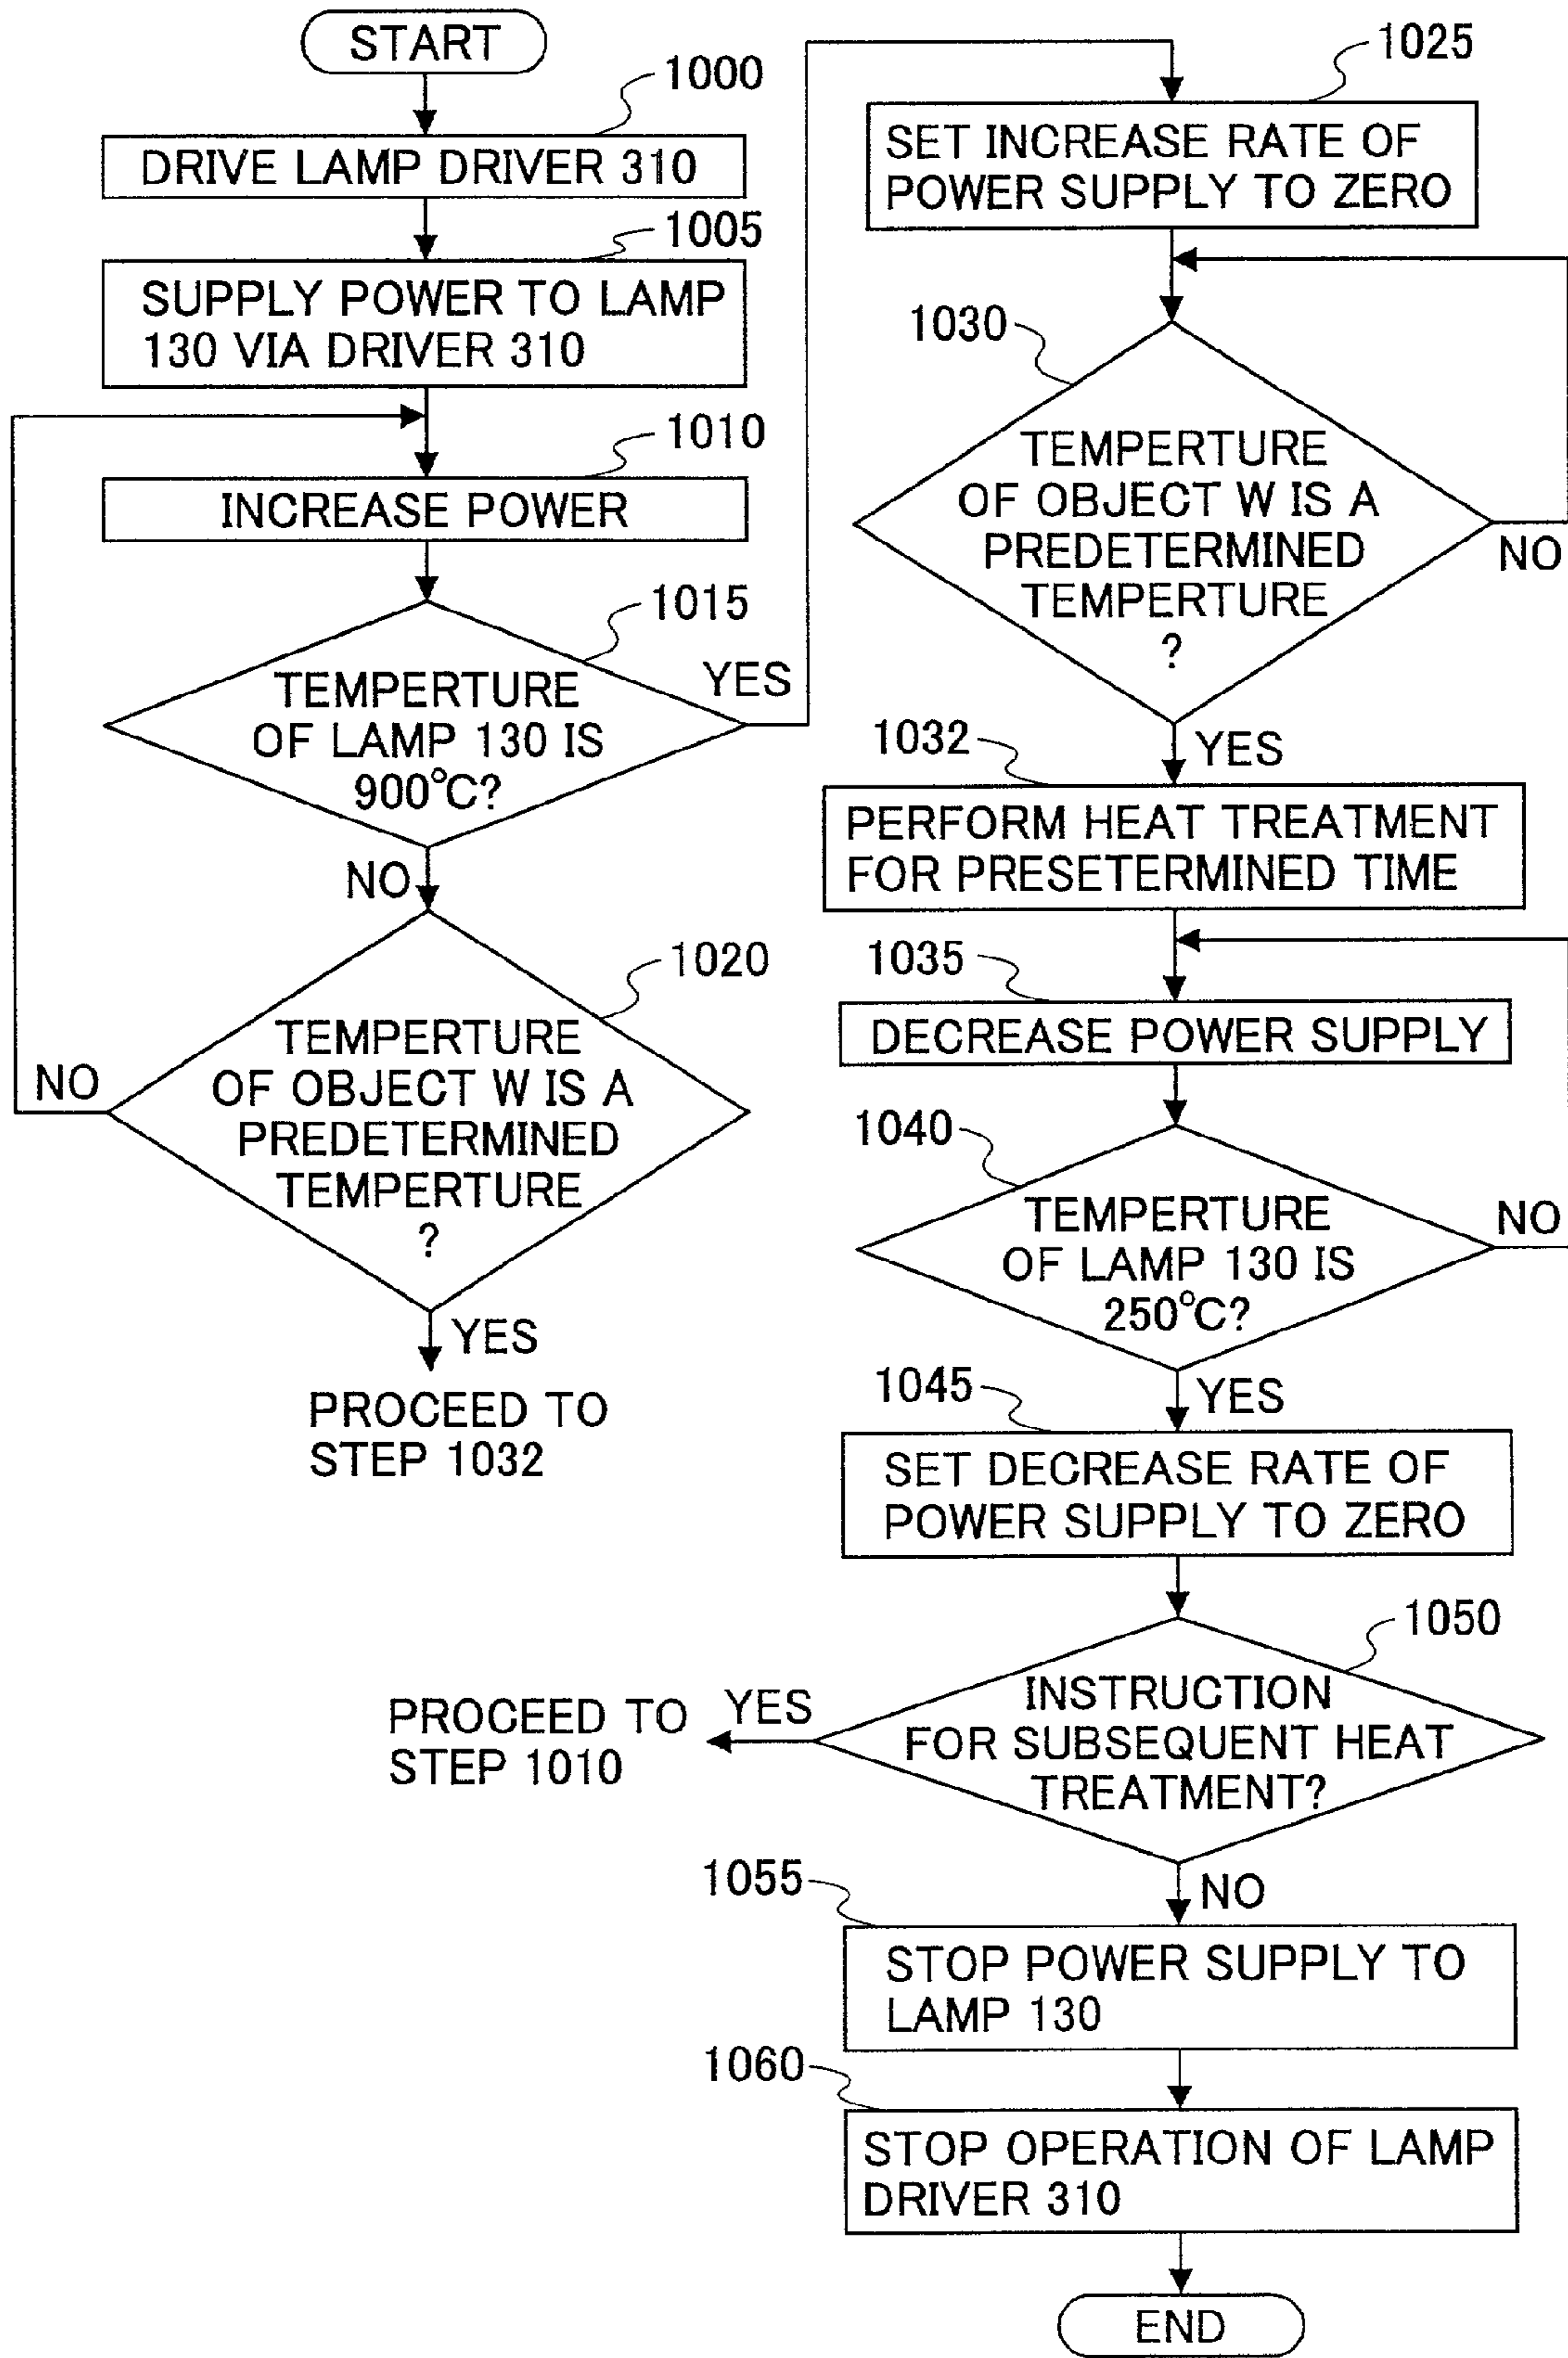 START
1000
DRIVE LAMP DRIVER 310
1005
SUPPLY POWER TO LAMP
130 VIA DRIVER 310
1010
INCREASE POWER
1015
TEMPERTURE
OF LAMP 130 IS
900°C?
YES
NO
1020
TEMPERTURE
OF OBJECT W IS A
PREDETERMINED
TEMPERTURE
?
NO
YES
PROCEED TO
STEP 1032
1025
SET INCREASE RATE OF
POWER SUPPLY TO ZERO
1030
TEMPERTURE
OF OBJECT W IS A
PREDETERMINED
TEMPERTURE
?
NO
YES
1032
PERFORM HEAT TREATMENT
FOR PRESETERMINED TIME
1035
DECREASE POWER SUPPLY
1040
TEMPERTURE
OF LAMP 130 IS
250°C?
NO
YES
1045
SET DECREASE RATE OF
POWER SUPPLY TO ZERO
1050
INSTRUCTION
FOR SUBSEQUENT HEAT
TREATMENT?
YES
PROCEED TO
STEP 1010
NO
1055
STOP POWER SUPPLY TO
LAMP 130
1060
STOP OPERATION OF LAMP
DRIVER 310
END